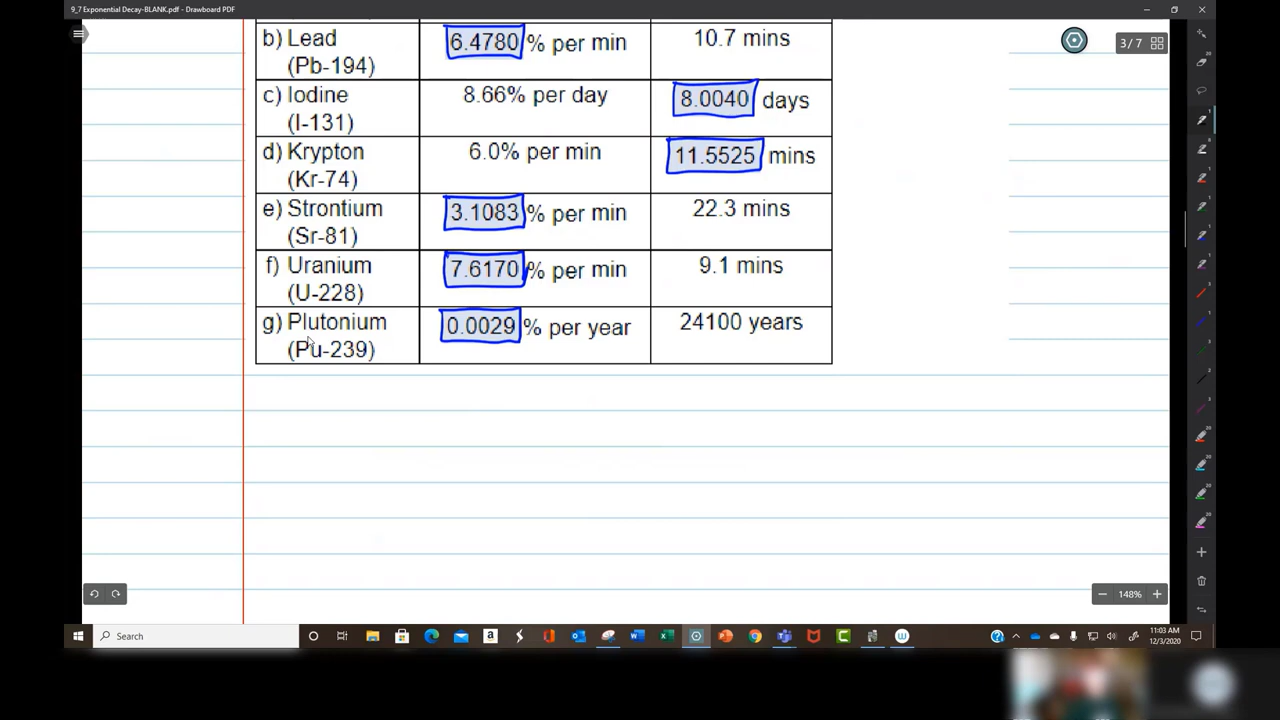 9_7 Exponential Decay-BLANK.pdf - Drawboard PDF
3/7
b) Lead
(Pb-194)
6.4780 % per min
10.7 mins
c) Iodine
(I-131)
8.66% per day
8.0040 days
d) Krypton
(Kr-74)
6.0% per min
11.5525 mins
e) Strontium
(Sr-81)
3.1083 % per min
22.3 mins
f) Uranium
(U-228)
7.6170 % per min
9.1 mins
g) Plutonium
(Pu-239)
0.0029 % per year
24100 years
148%
Search
11:03 AM
12/3/2020